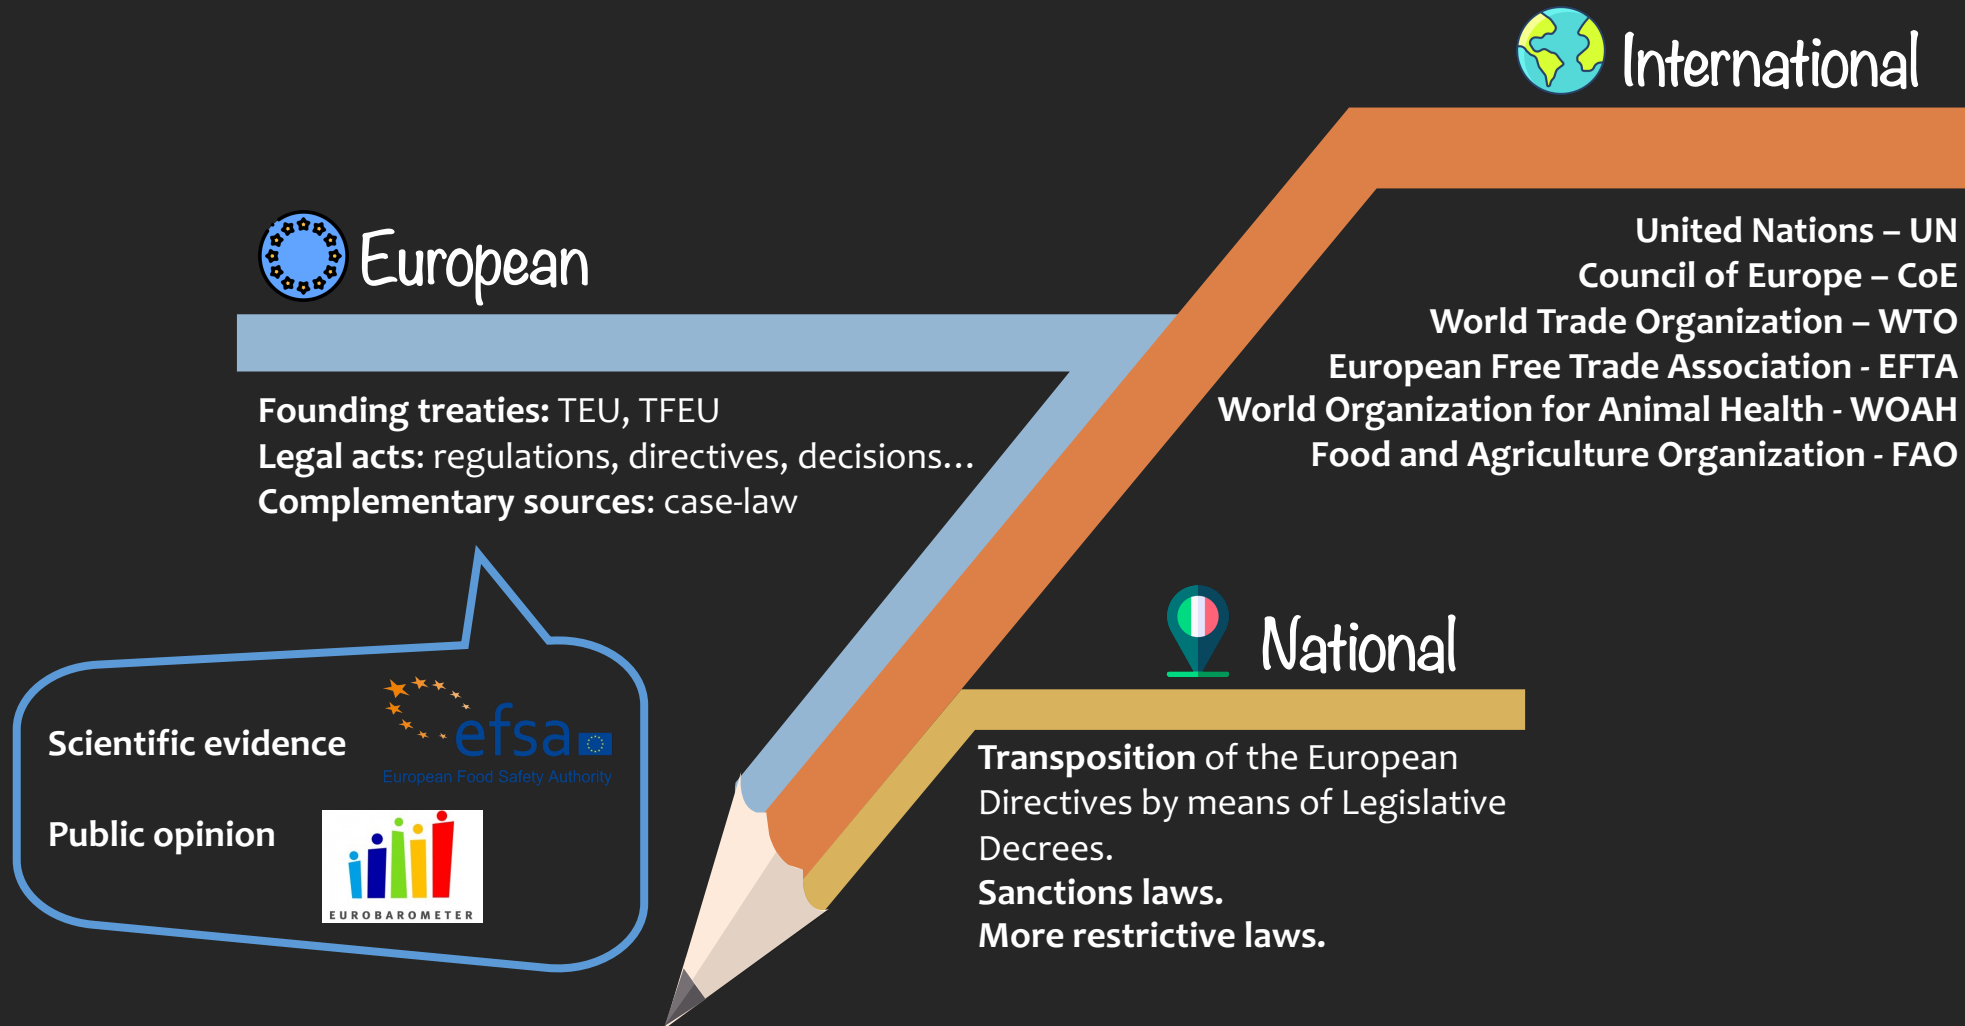 International
United Nations – UN
Council of Europe – CoE
World Trade Organization – WTO
European Free Trade Association - EFTA
World Organization for Animal Health - WOAH
Food and Agriculture Organization - FAO
European
Founding treaties: TEU, TFEU
Legal acts: regulations, directives, decisions…
Complementary sources: case-law
Scientific evidence
efsa
European Food Safety Authority
Public opinion
EUROBAROMETER
National
Transposition of the European
Directives by means of Legislative
Decrees.
Sanctions laws.
More restrictive laws.